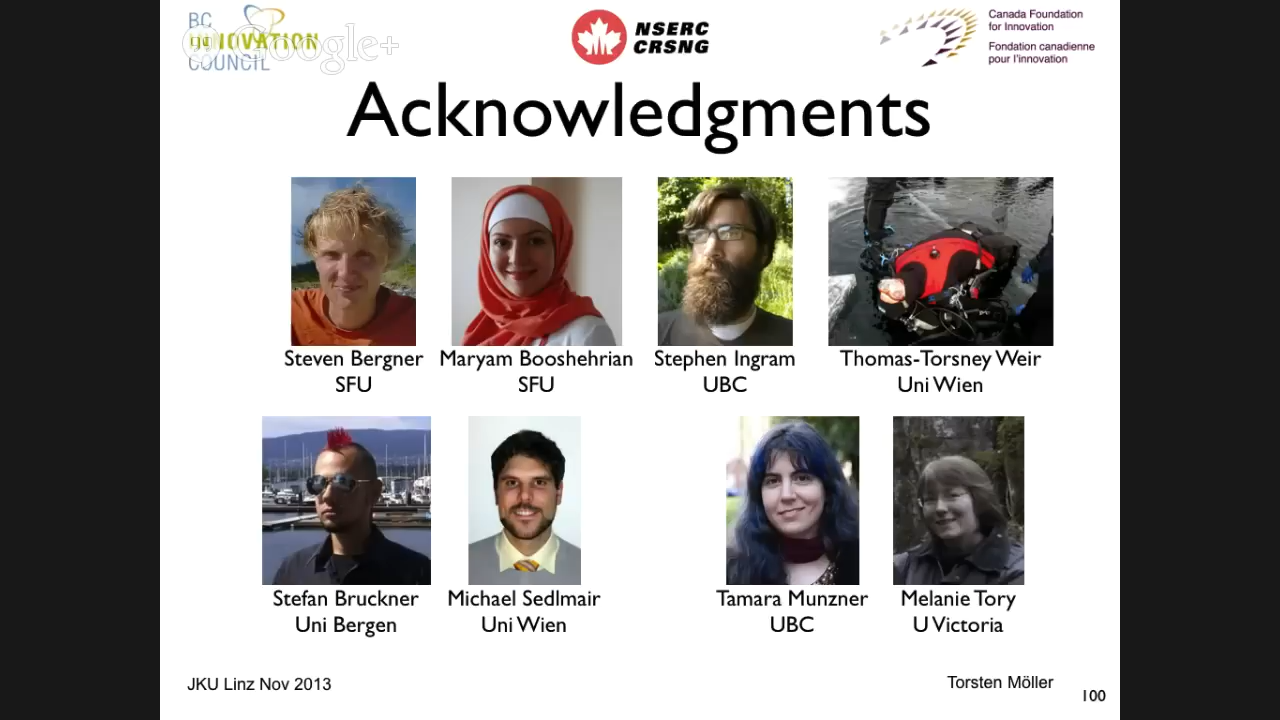 BC
INNOVATION
COUNCIL
Google+
NSERC
CRSNG
Canada Foundation
for Innovation
Fondation canadienne
pour l'innovation
Acknowledgments
Steven Bergner
SFU
Maryam Booshehrian
SFU
Stephen Ingram
UBC
Thomas-Torsney Weir
Uni Wien
Stefan Bruckner
Uni Bergen
Michael Sedlmair
Uni Wien
Tamara Munzner
UBC
Melanie Tory
U Victoria
JKU Linz Nov 2013
Torsten Möller
100